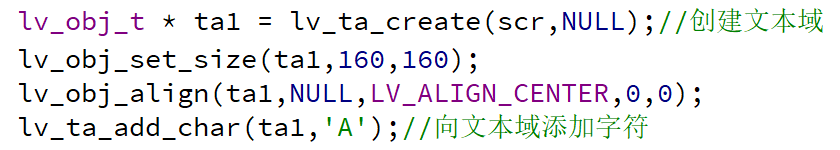 lv_obj_t * ta1 = lv_ta_create(scr,NULL);//创建文本域
lv_obj_set_size(ta1,160,160);
lv_obj_align(ta1,NULL,LV_ALIGN_CENTER,0,0);
lv_ta_add_char(ta1,'A');//向文本域添加字符